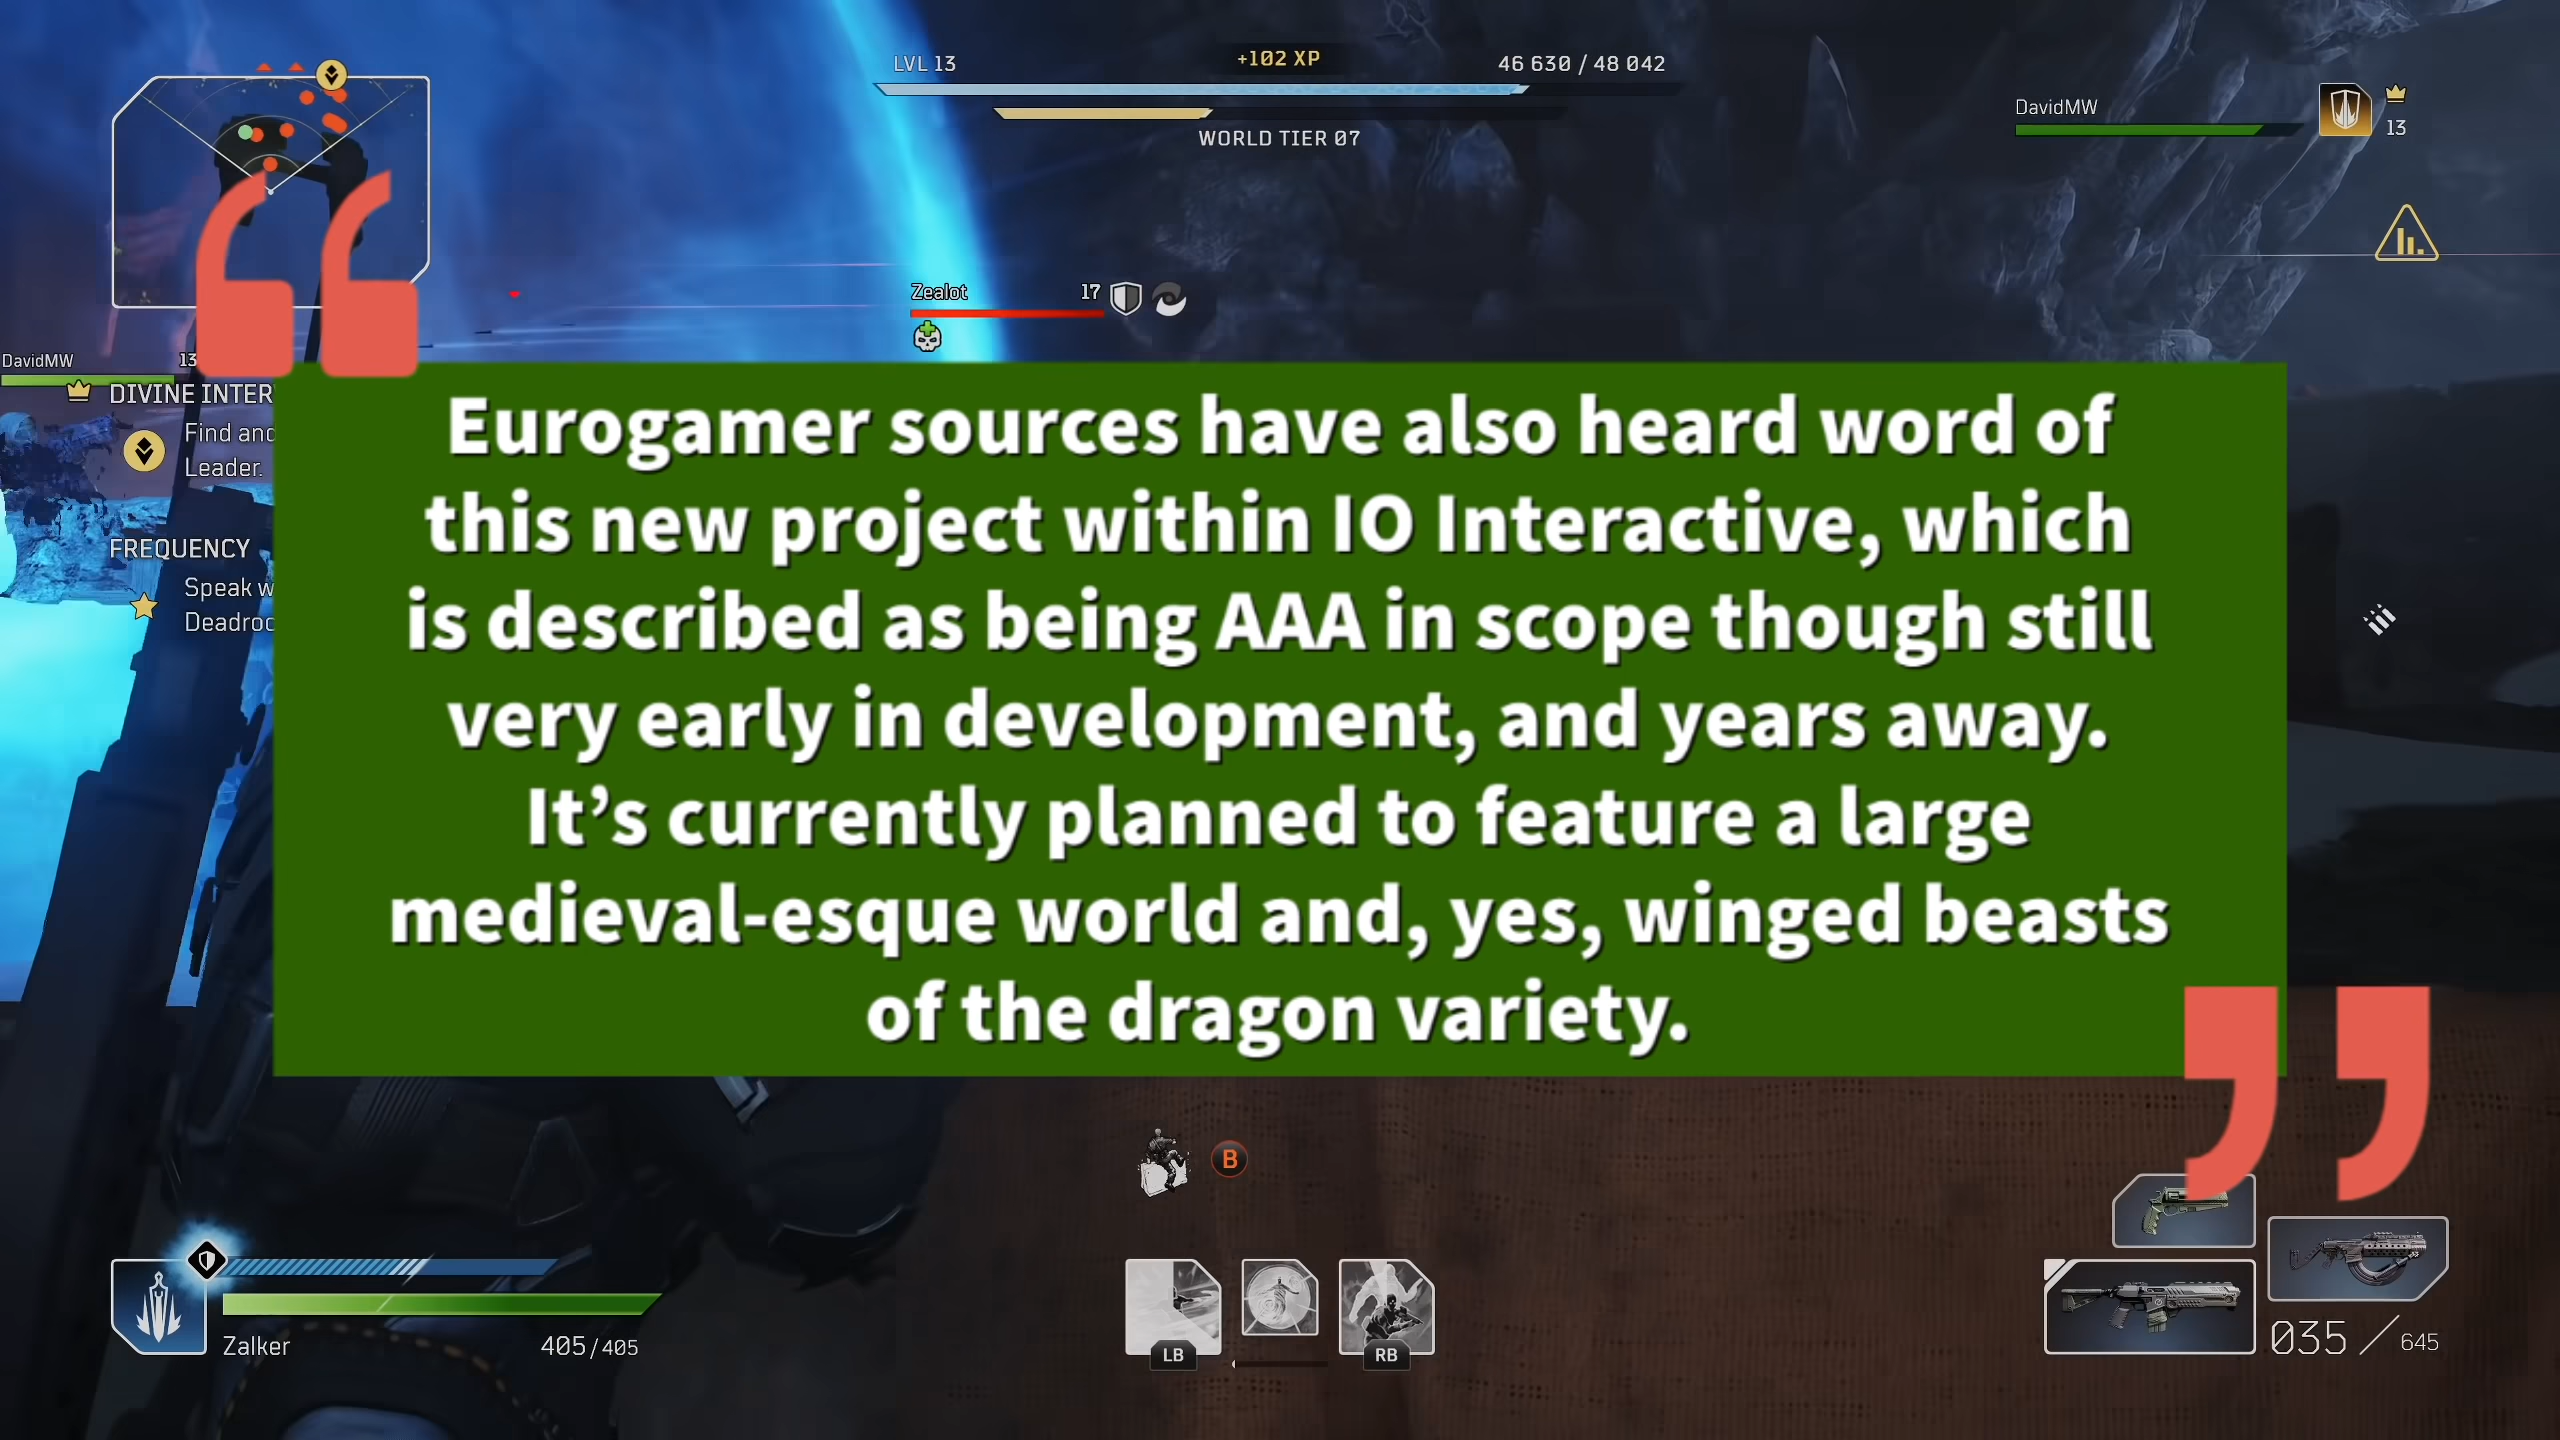 LVL 13
+102 XP
46 630 / 48 042
WORLD TIER 07
DavidMW
13
Zealot 17
DavidMW 13
DIVINE INTER
Find and
Leader.
FREQUENCY
Speak w
Deadroc
Eurogamer sources have also heard word of
this new project within IO Interactive, which
is described as being AAA in scope though still
very early in development, and years away.
It’s currently planned to feature a large
medieval-esque world and, yes, winged beasts
of the dragon variety.
B
Zalker
405/405
LB
RB
035 / 645